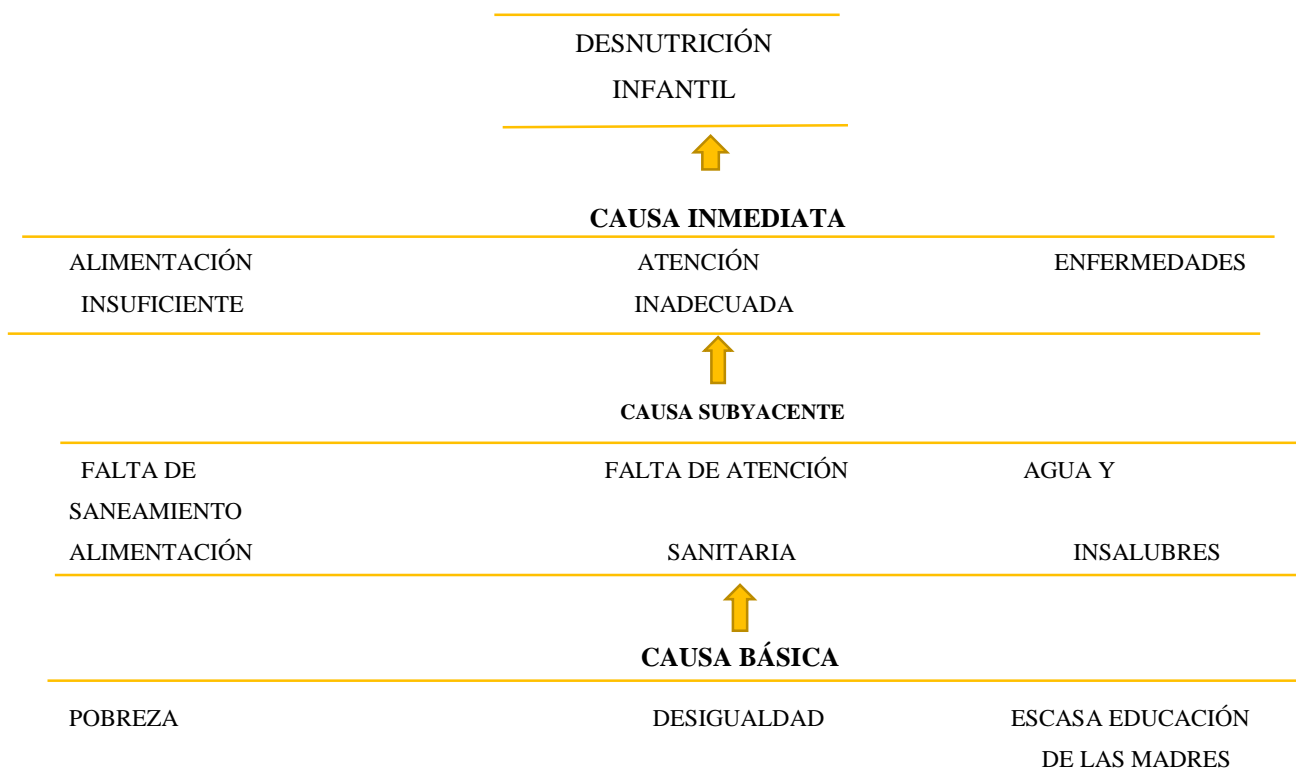 DESNUTRICIÓN
INFANTIL
CAUSA INMEDIATA
ALIMENTACIÓN ATENCIÓN ENFERMEDADES
INSUFICIENTE INADECUADA
CAUSA SUBYACENTE
FALTA DE FALTA DE ATENCIÓN AGUA Y
SANEAMIENTO
ALIMENTACIÓN SANITARIA INSALUBRES
CAUSA BÁSICA
POBREZA DESIGUALDAD ESCASA EDUCACIÓN
DE LAS MADRES